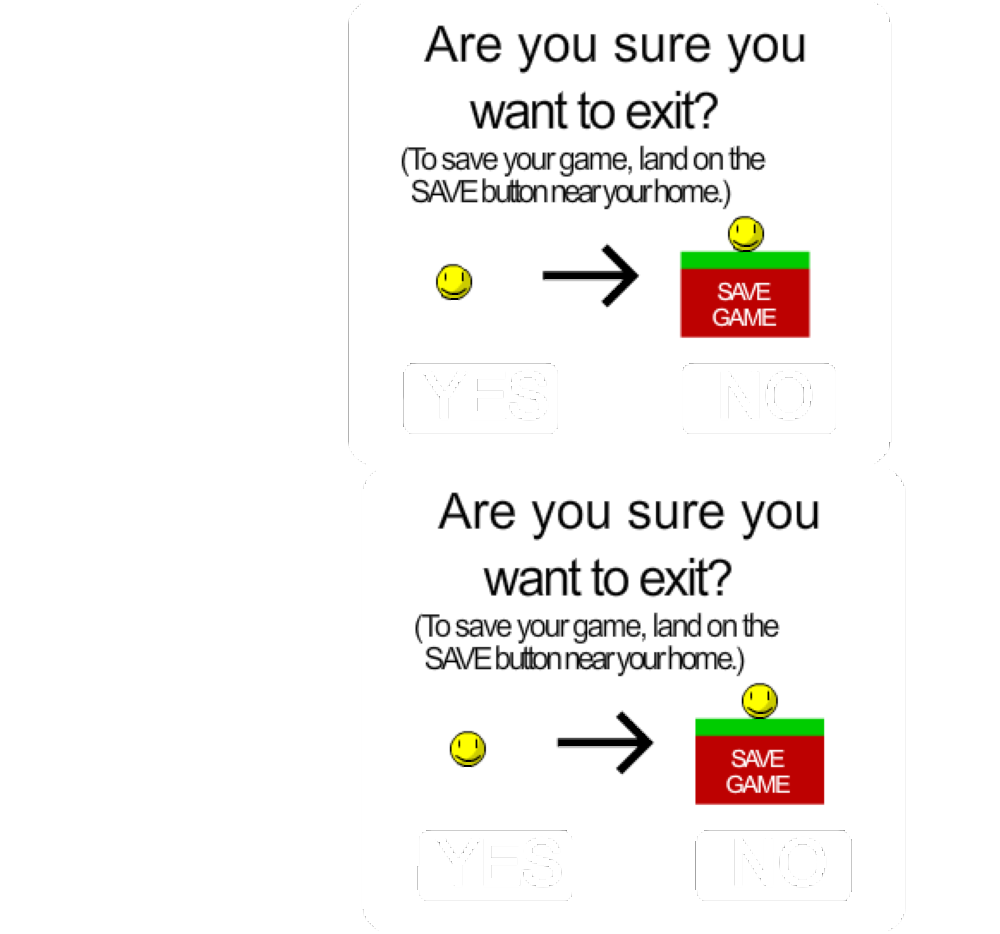 Are you sure you
want to exit?
(To save your game, land on the
SAVE button near your home.)
SAVE
GAME
YES NO
Are you sure you
want to exit?
(To save your game, land on the
SAVE button near your home.)
SAVE
GAME
YES NO